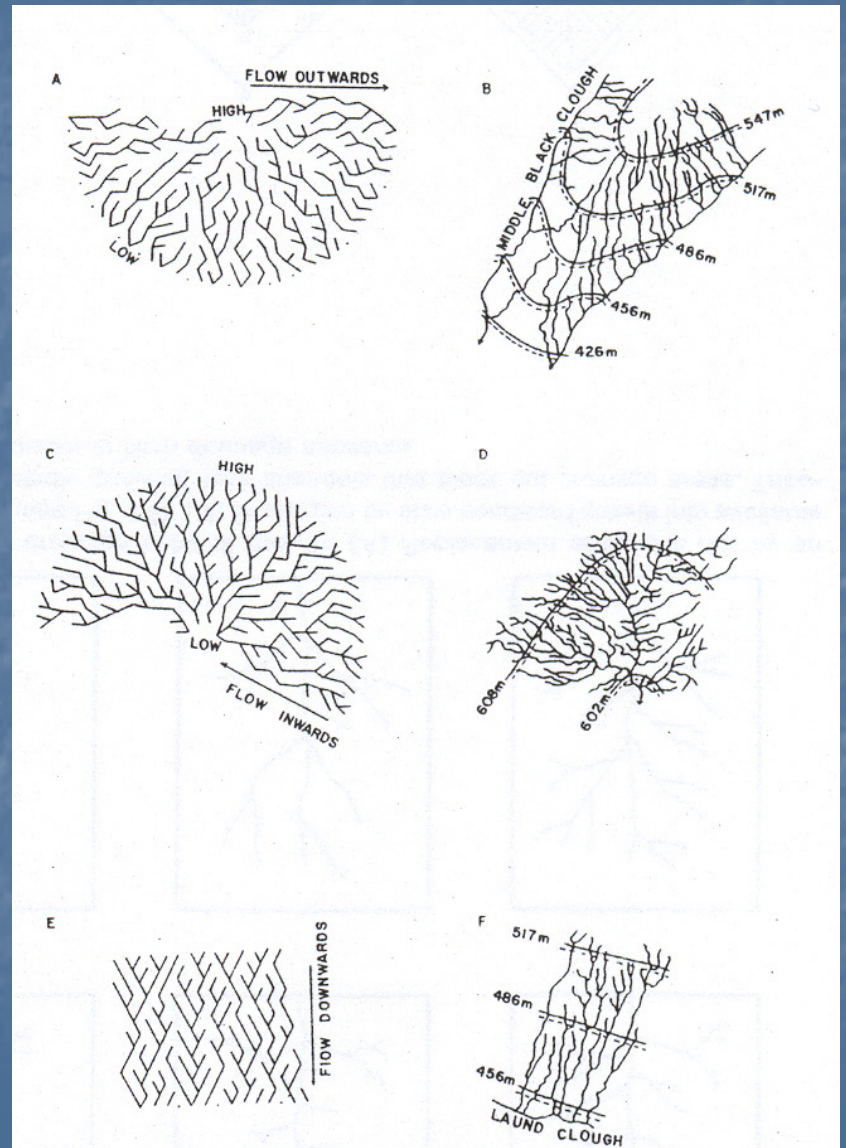 A
FLOW OUTWARDS
HIGH
LOW
B
MIDDLE BLACK CLOUGH
547m
517m
486m
456m
426m
C
HIGH
LOW
FLOW INWARDS
D
608m
602m
E
FlOW DOWNWARDS
F
517m
486m
456m
LAUND CLOUGH